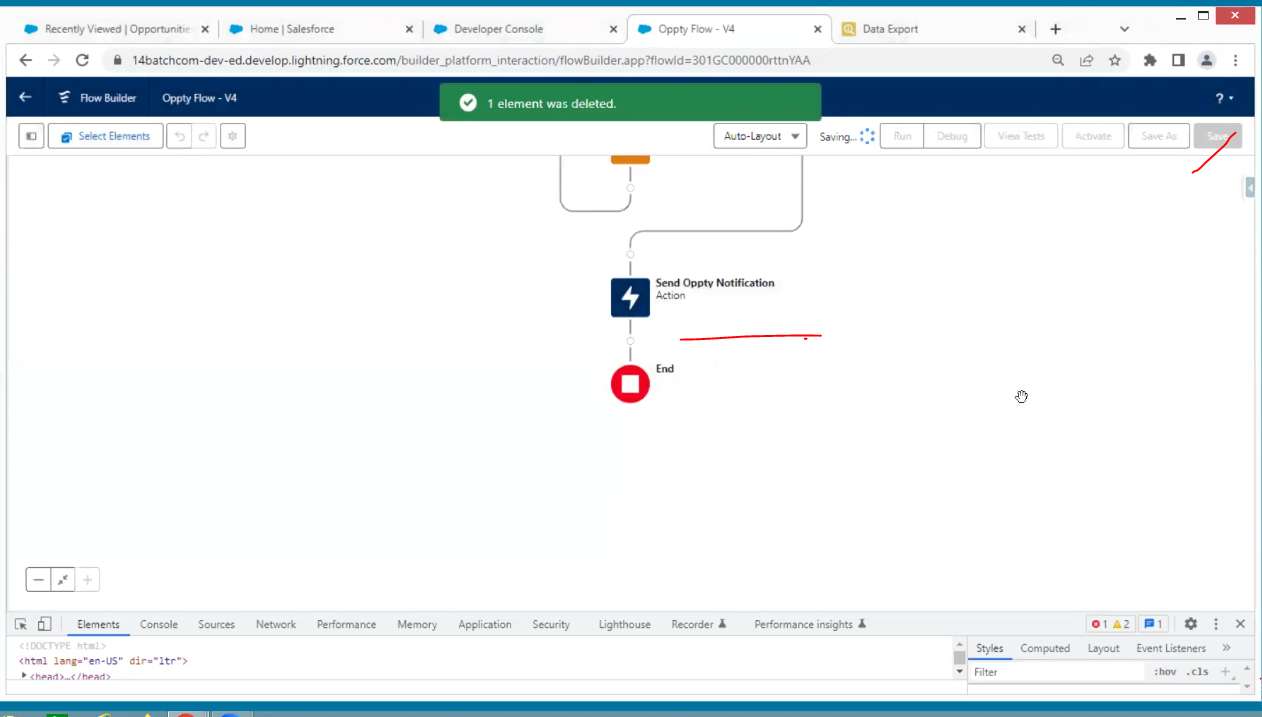 Recently Viewed | Opportunitie
Home | Salesforce
Developer Console
Oppty Flow - V4
Data Export
14batchcom-dev-ed.develop.lightning.force.com/builder_platform_interaction/flowBuilder.app?flowId=301GC000000rttnYAA
Flow Builder
Oppty Flow - V4
1 element was deleted.
?
Select Elements
Auto-Layout
Saving...
Run
Debug
View Tests
Activate
Save As
Save
Send Oppty Notification
Action
End
Elements
Console
Sources
Network
Performance
Memory
Application
Security
Lighthouse
Recorder
Performance insights
1
2
1
<!DOCTYPE html>
<html lang="en-US" dir="ltr">
<head>…</head>
Styles
Computed
Layout
Event Listeners
Filter
:hov
.cls